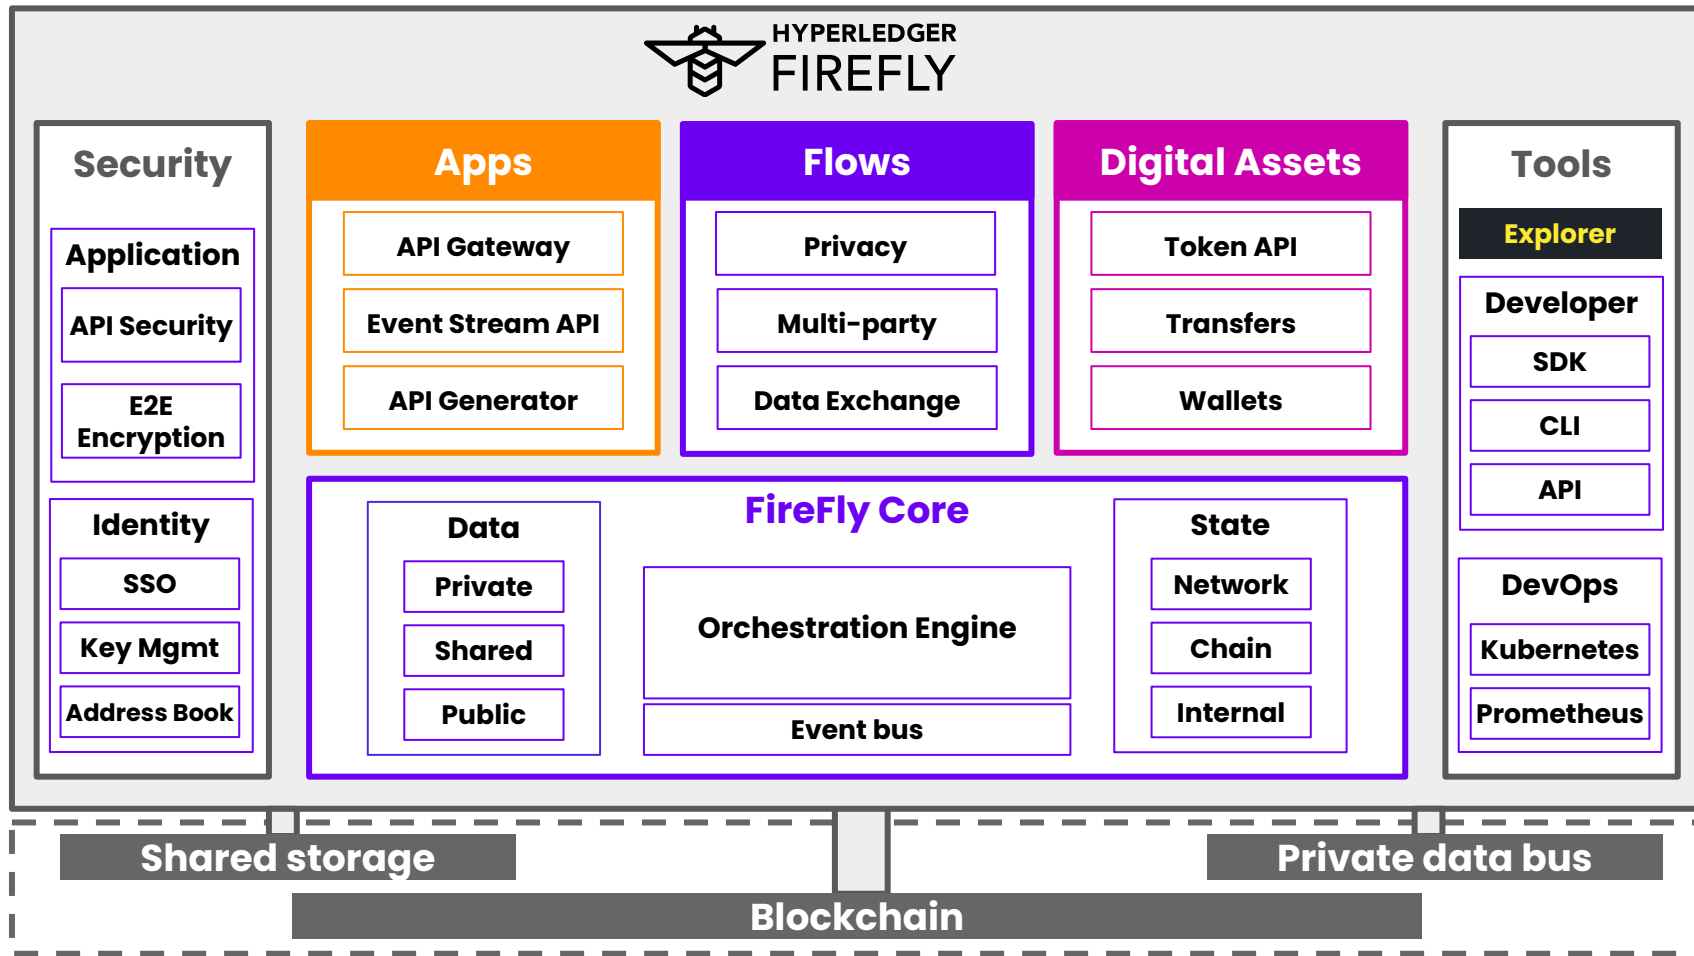 HYPERLEDGER
FIREFLY
Security
Application
API Security
E2E
Encryption
Identity
SSO
Key Mgmt
Address Book
Apps
API Gateway
Event Stream API
API Generator
Flows
Privacy
Multi-party
Data Exchange
Digital Assets
Token API
Transfers
Wallets
FireFly Core
Data
Private
Shared
Public
Orchestration Engine
Event bus
State
Network
Chain
Internal
Tools
Explorer
Developer
SDK
CLI
API
DevOps
Kubernetes
Prometheus
Shared storage
Private data bus
Blockchain